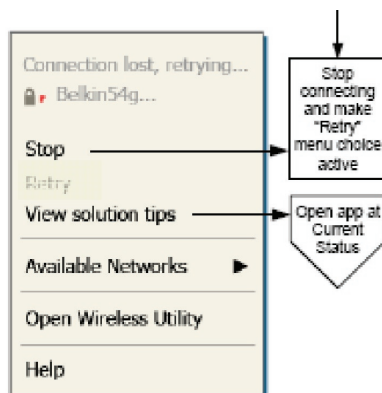 Connection lost, retrying...
Belkin54g...
Stop
Retry
View solution tips
Available Networks
Open Wireless Utility
Help
Stop
connecting
and make
"Retry"
menu choice
active
Open app at
Current
Status